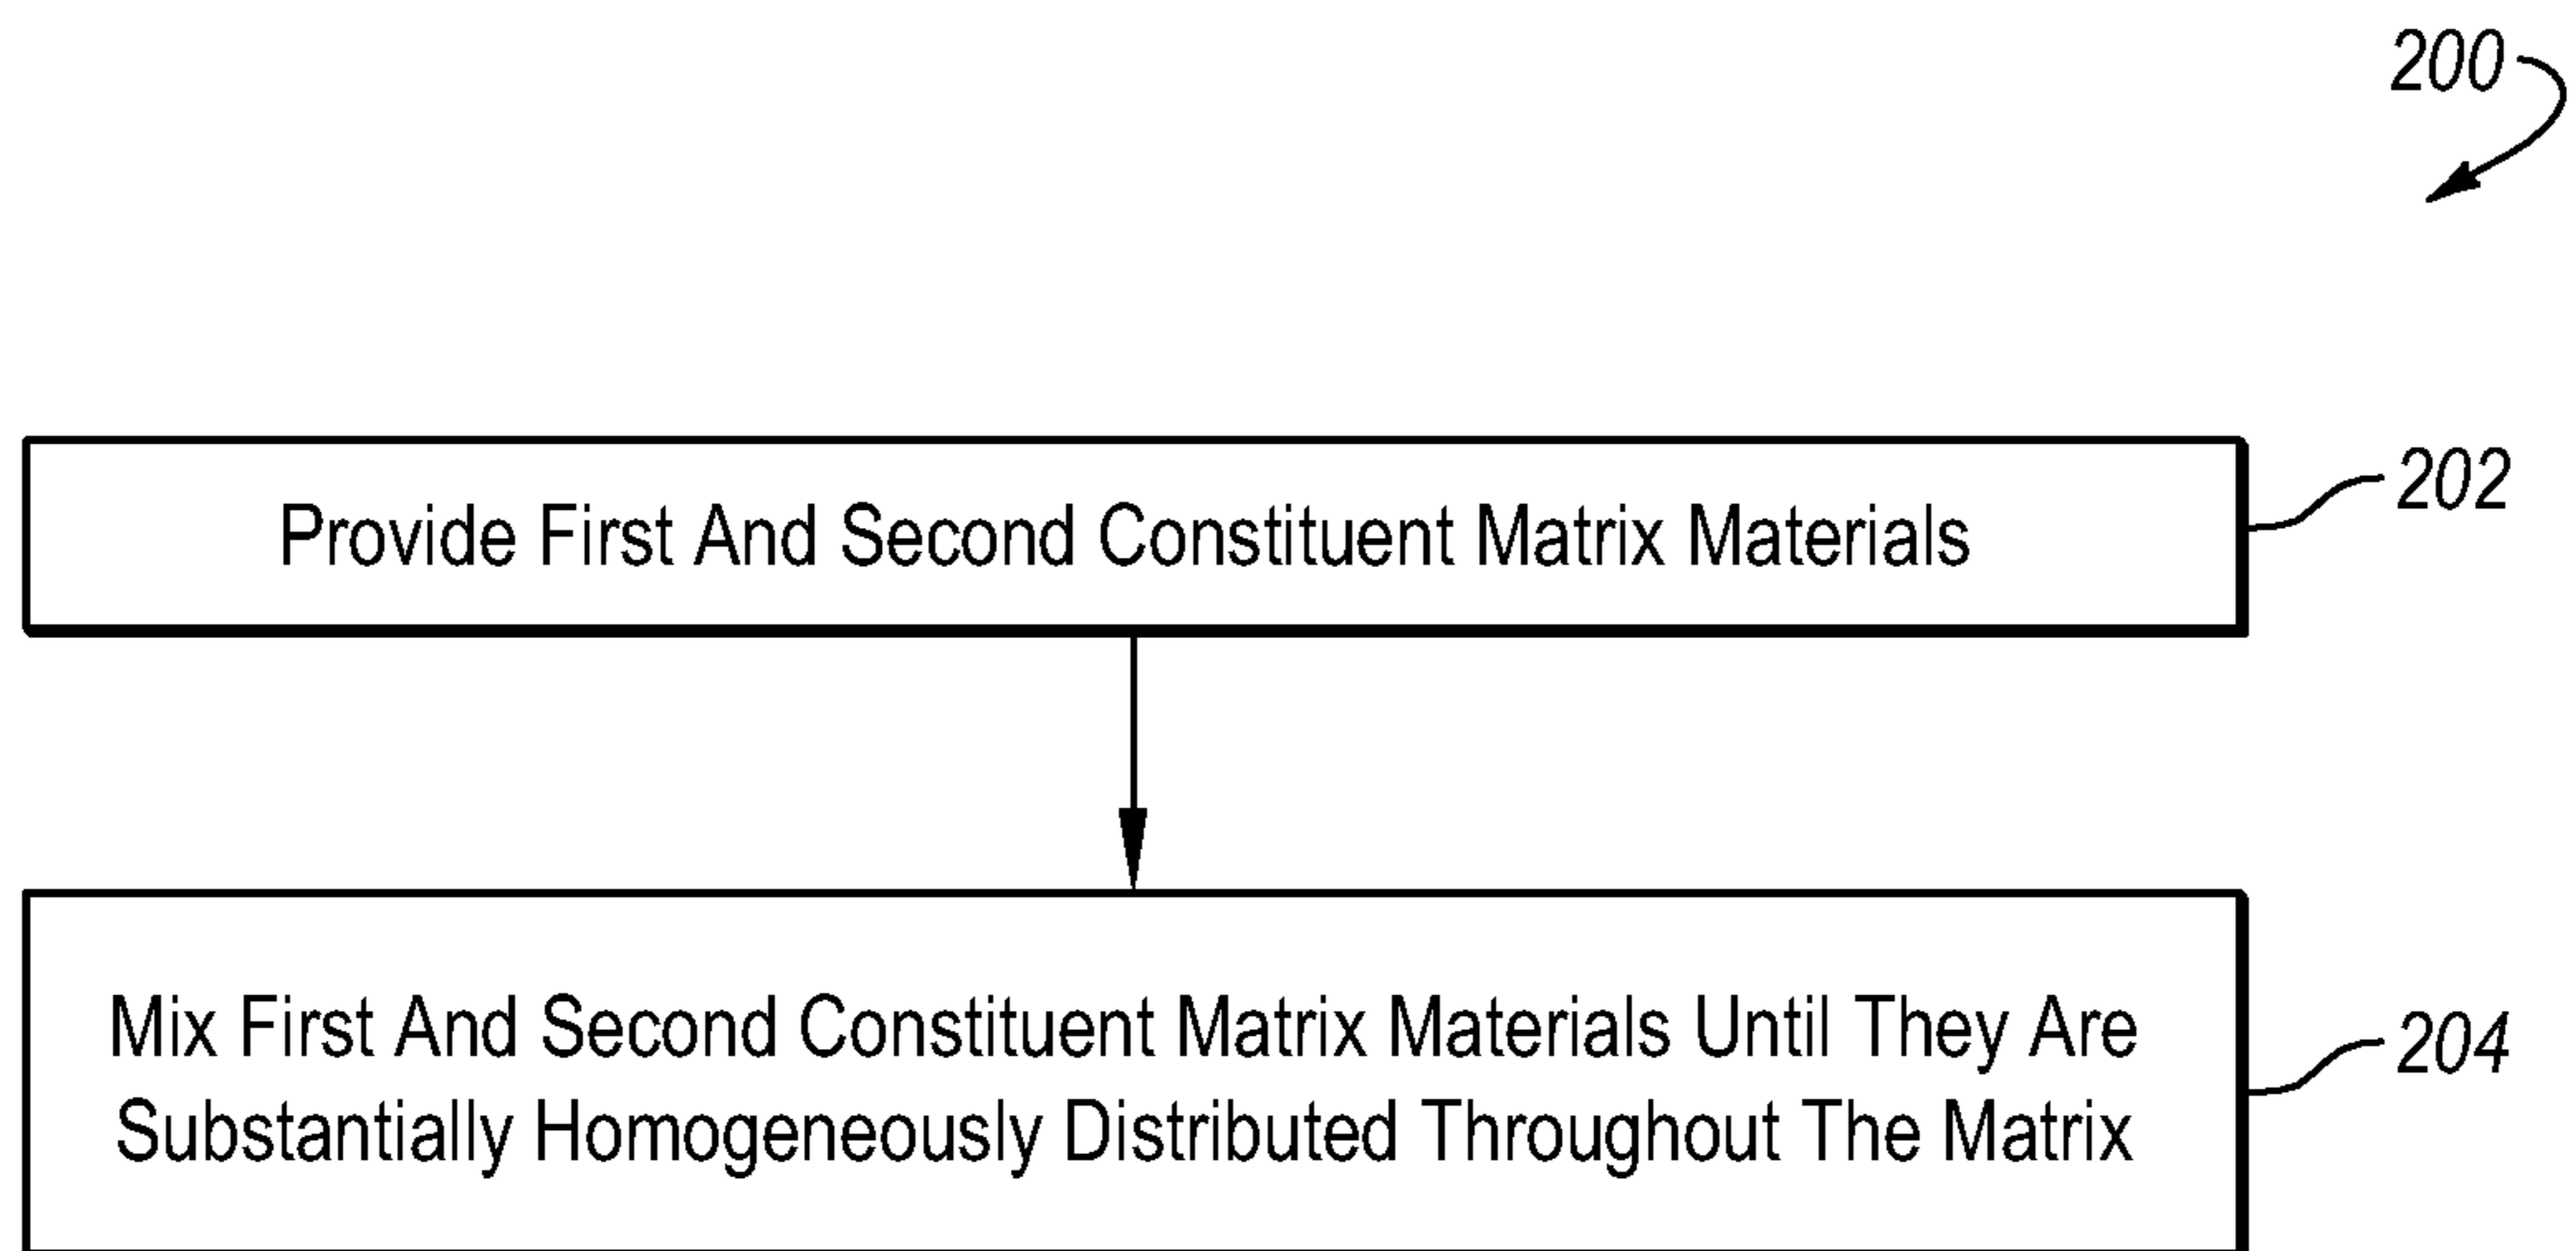 200
Provide First And Second Constituent Matrix Materials
202
Mix First And Second Constituent Matrix Materials Until They Are
Substantially Homogeneously Distributed Throughout The Matrix
204